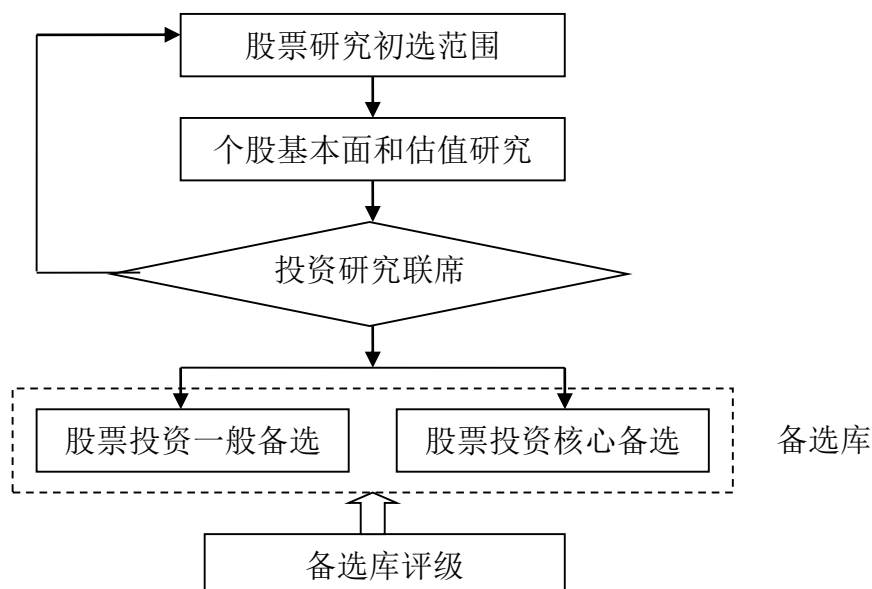 股票研究初选范围
个股基本面和估值研究
投资研究联席
股票投资一般备选
股票投资核心备选
备选库
备选库评级